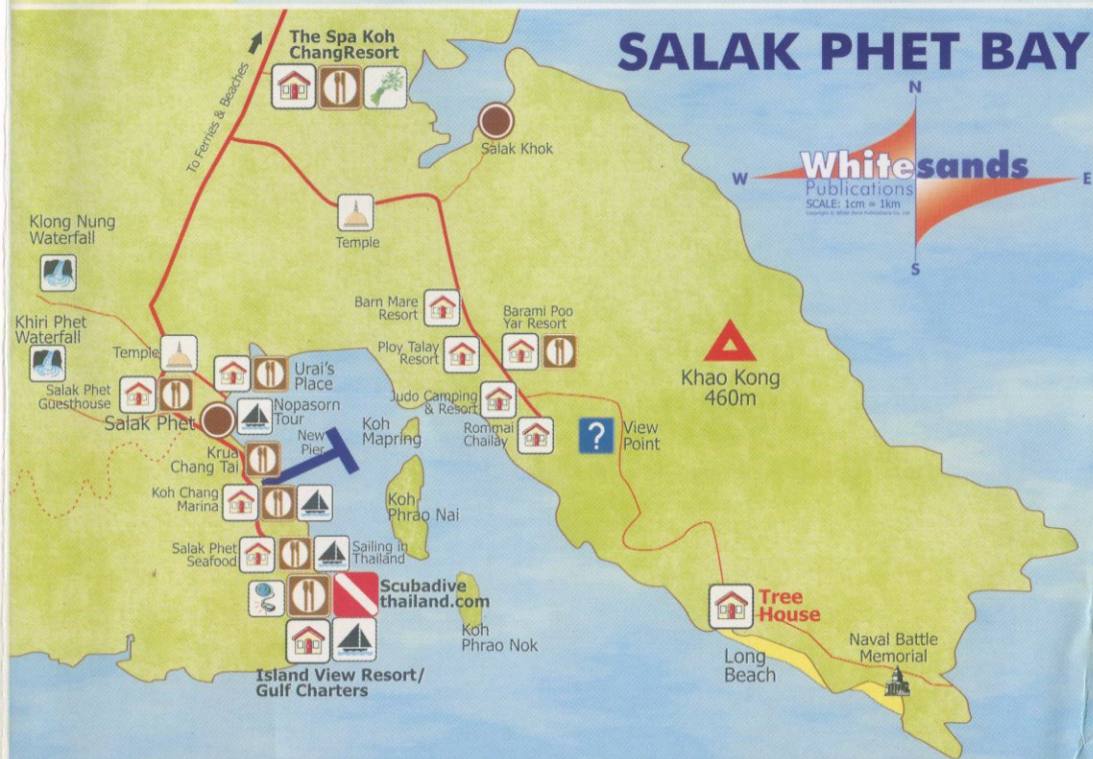 SALAK PHET BAY
The Spa Koh
ChangResort
To Ferries & Beaches
Salak Khok
N
W
E
S
Whitesands
Publications
SCALE: 1cm = 1km
Klong Nung
Waterfall
Temple
Khiri Phet
Waterfall
Temple
Salak Phet
Guesthouse
Salak Phet
Urai's
Place
Nopasorn
Tour
New
Pier
Krua
Chang Tai
Koh Chang
Marina
Salak Phet
Seafood
Sailing in
Thailand
Scubadive
thailand.com
Island View Resort/
Gulf Charters
Barn Mare
Resort
Ploy Talay
Resort
Barami Poo
Yar Resort
Judo Camping
& Resort
Rommai
Chailay
?
View
Point
Khao Kong
460m
Koh
Mapring
Koh
Phrao Nai
Koh
Phrao Nok
Tree
House
Long
Beach
Naval Battle
Memorial